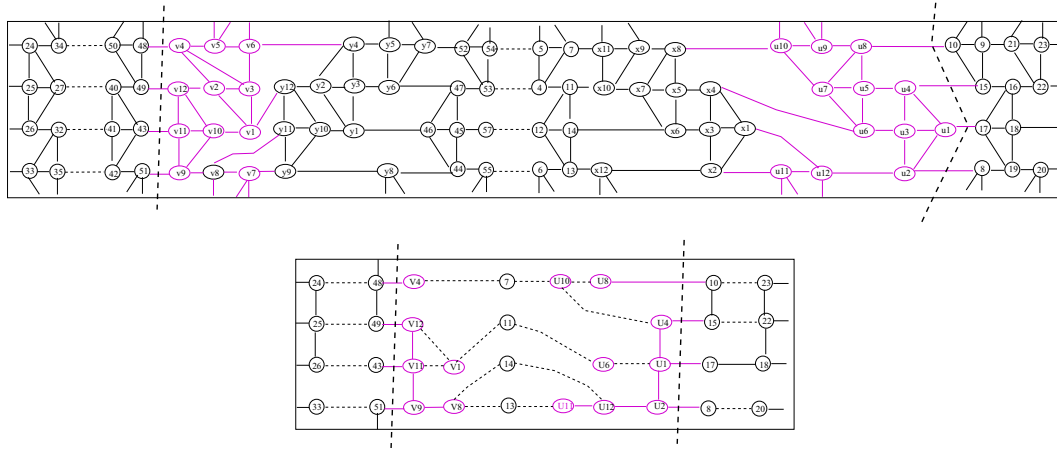 24 34 50 48 v4 v5 v6 y4 y5 y7 52 54 5 7 x11 x9 x8 u10 u9 u8 10 9 21 23
25 27 40 49 v12 v2 v3 y12 y2 y3 y6 47 53 4 11 x10 x7 x5 x4 u7 u5 u4 15 16 22
26 32 41 43 v11 v10 v1 y11 y10 y1 46 45 57 12 14 x6 x3 x1 u6 u3 u1 17 18
33 35 42 51 v9 v8 v7 y9 y8 44 55 6 13 x12 x2 u11 u12 u2 8 19 20
24 48 V4 7 U10 U8 10 23
25 49 V12 11 U4 15 22
26 43 V11 V1 14 U6 U1 17 18
33 51 V9 V8 13 U11 U12 U2 8 20